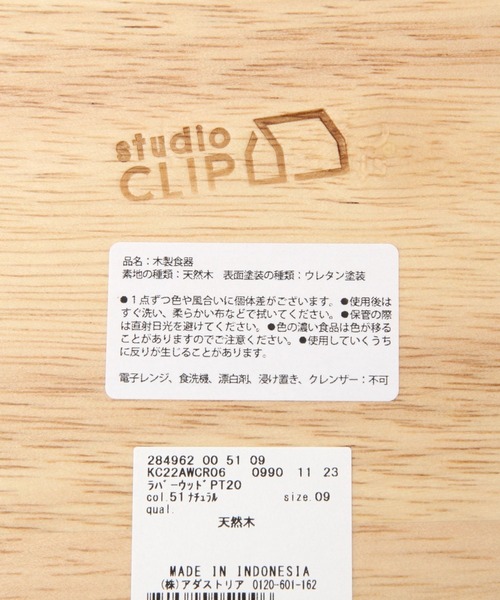 studio
CLIP
品名：木製食器
素地の種類：天然木　表面塗装の種類：ウレタン塗装
●１点ずつ色や風合いに個体差がございます。●使用後は
すぐ洗い、柔らかい布などで拭いてください。●保管の際
は直射日光を避けてください。●色の濃い食品は色が移る
ことがありますのでご注意ください。●使用していくうち
に反りが生じることがあります。
電子レンジ、食洗機、漂白剤、浸け置き、クレンザー：不可
284962 00 51 09
KC22AWCR06 0990 11 23
ﾗﾊﾞｰｳｯﾄﾞPT20
col.51ﾅﾁｭﾗﾙ size.09
qual.
天然木
MADE IN INDONESIA
(株)アダストリア 0120-601-162